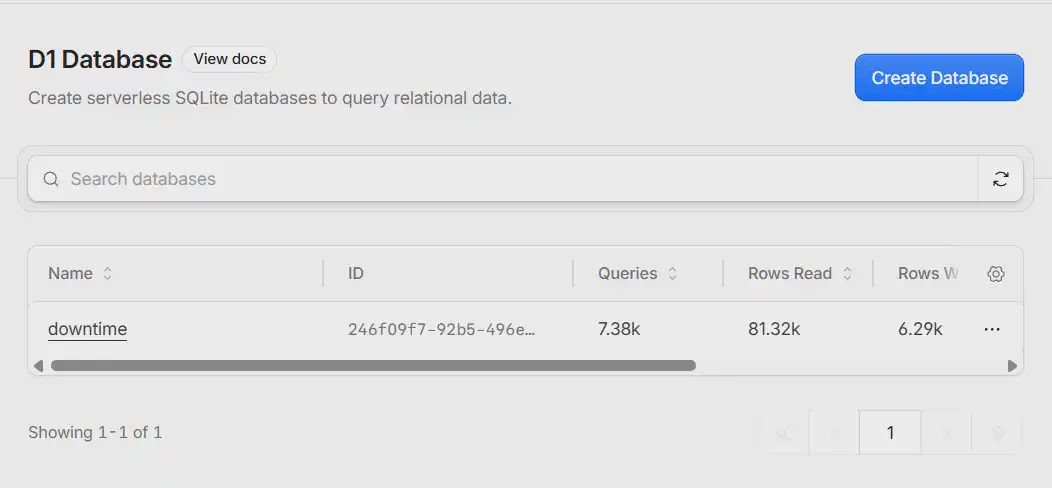 D1 Database View docs
Create serverless SQLite databases to query relational data.
Create Database
Search databases
Name ID Queries Rows Read Rows W
downtime 246f09f7-92b5-496e… 7.38k 81.32k 6.29k ···
Showing 1-1 of 1
1